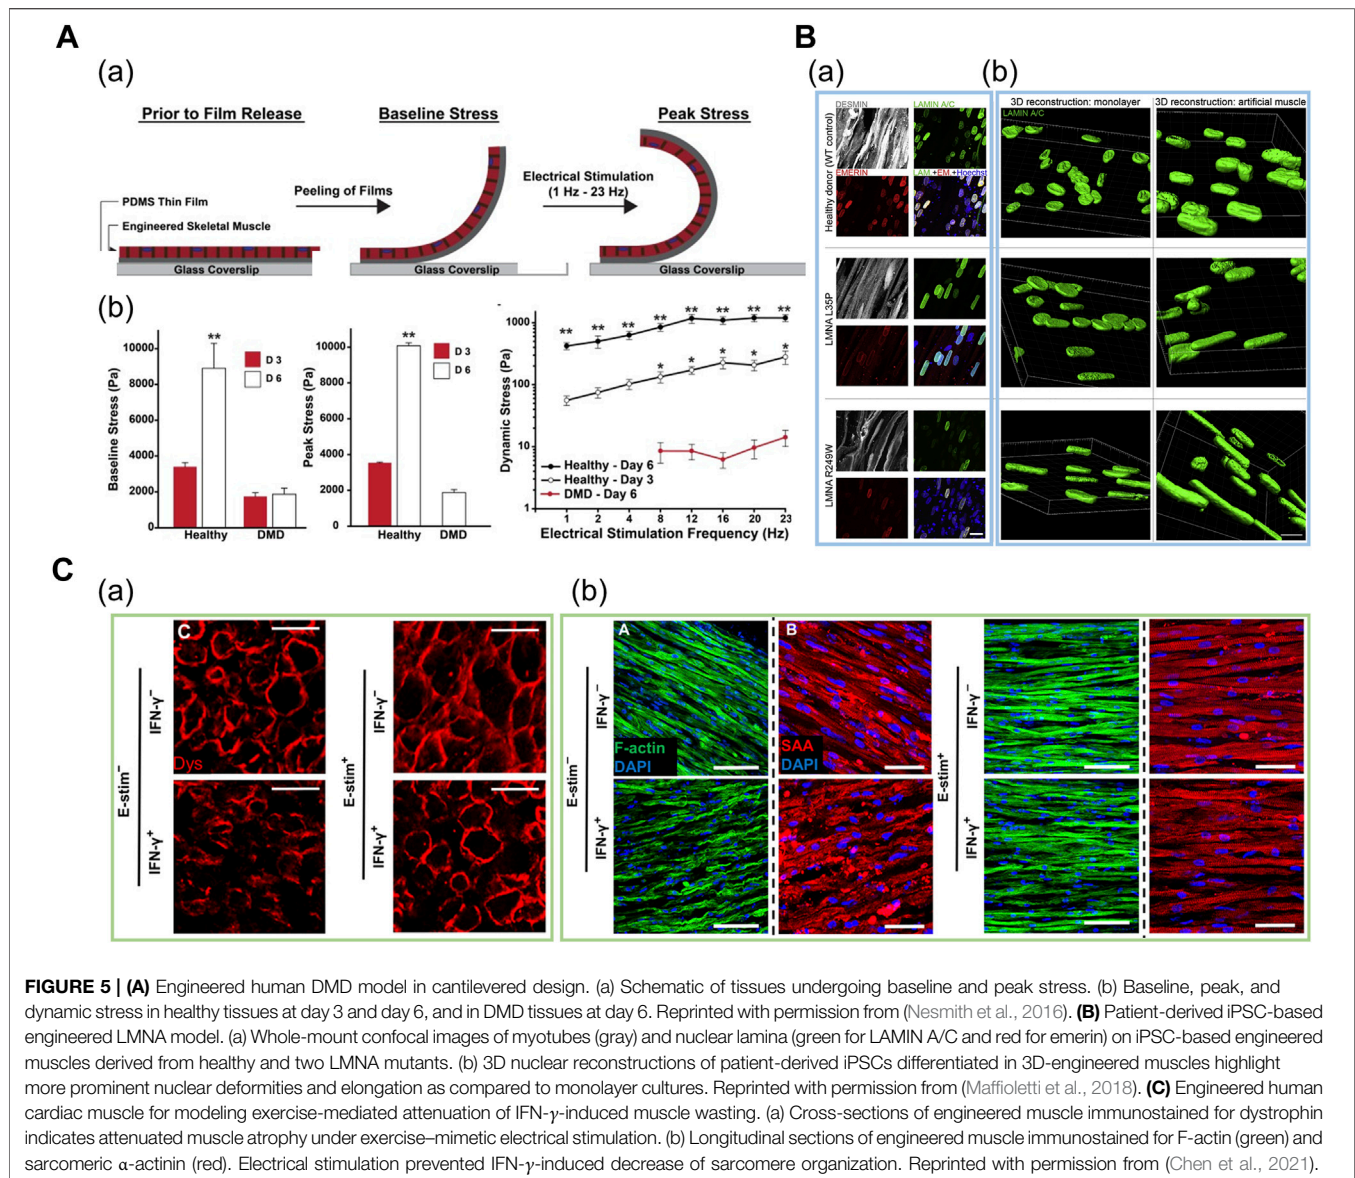 A
(a)
Prior to Film Release
Baseline Stress
Peak Stress
Peeling of Films
Electrical Stimulation
(1 Hz - 23 Hz)
PDMS Thin Film
Engineered Skeletal Muscle
Glass Coverslip
Glass Coverslip
Glass Coverslip
(b)
Baseline Stress (Pa)
10000
8000
6000
4000
2000
0
**
D 3
D 6
Healthy
DMD
Peak Stress (Pa)
10000
8000
6000
4000
2000
0
**
D 3
D 6
Healthy
DMD
Dynamic Stress (Pa)
1000
100
10
1
** ** ** ** ** ** ** **
* * * * *
Healthy - Day 6
Healthy - Day 3
DMD - Day 6
1 2 4 8 12 16 20 23
Electrical Stimulation Frequency (Hz)
B
(a)
DESMIN
LAMIN A/C
EMERIN
LAM.+EM.+Hoechst
Healthy donor (WT control)
LMNA L35P
LMNA R249W
(b)
3D reconstruction: monolayer
3D reconstruction: artificial muscle
LAMIN A/C
C
(a)
E-stim⁻
IFN-γ⁻
IFN-γ⁺
C
Dys
E-stim⁺
IFN-γ⁻
IFN-γ⁺
(b)
E-stim⁻
IFN-γ⁻
IFN-γ⁺
A
F-actin
DAPI
B
SAA
DAPI
E-stim⁺
IFN-γ⁻
IFN-γ⁺
FIGURE 5 | (A) Engineered human DMD model in cantilevered design. (a) Schematic of tissues undergoing baseline and peak stress. (b) Baseline, peak, and
dynamic stress in healthy tissues at day 3 and day 6, and in DMD tissues at day 6. Reprinted with permission from (Nesmith et al., 2016). (B) Patient-derived iPSC-based
engineered LMNA model. (a) Whole-mount confocal images of myotubes (gray) and nuclear lamina (green for LAMIN A/C and red for emerin) on iPSC-based engineered
muscles derived from healthy and two LMNA mutants. (b) 3D nuclear reconstructions of patient-derived iPSCs differentiated in 3D-engineered muscles highlight
more prominent nuclear deformities and elongation as compared to monolayer cultures. Reprinted with permission from (Maffioletti et al., 2018). (C) Engineered human
cardiac muscle for modeling exercise-mediated attenuation of IFN-γ-induced muscle wasting. (a) Cross-sections of engineered muscle immunostained for dystrophin
indicates attenuated muscle atrophy under exercise–mimetic electrical stimulation. (b) Longitudinal sections of engineered muscle immunostained for F-actin (green) and
sarcomeric α-actinin (red). Electrical stimulation prevented IFN-γ-induced decrease of sarcomere organization. Reprinted with permission from (Chen et al., 2021).